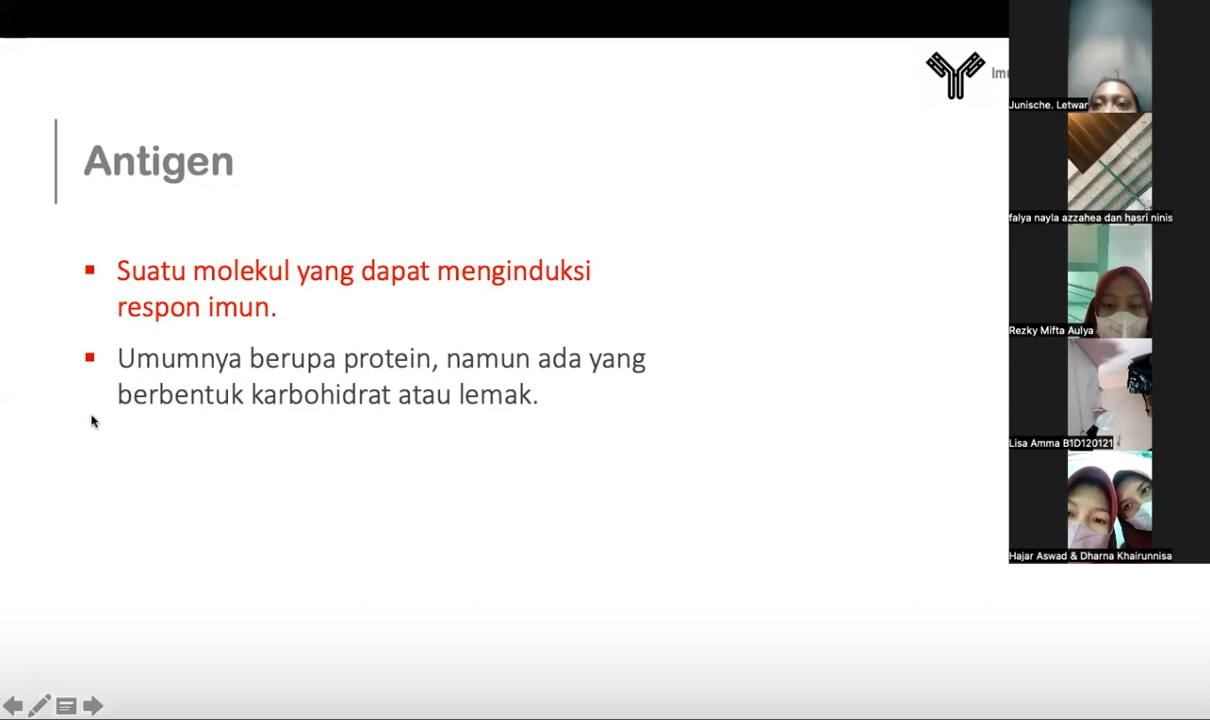 Imu
Antigen
Suatu molekul yang dapat menginduksi
respon imun.
Umumnya berupa protein, namun ada yang
berbentuk karbohidrat atau lemak.
Junische. Letwar
falya nayla azzahea dan hasri ninis
Rezky Mifta Aulya
Lisa Amma B1D120121
Hajar Aswad & Dharna Khairunnisa